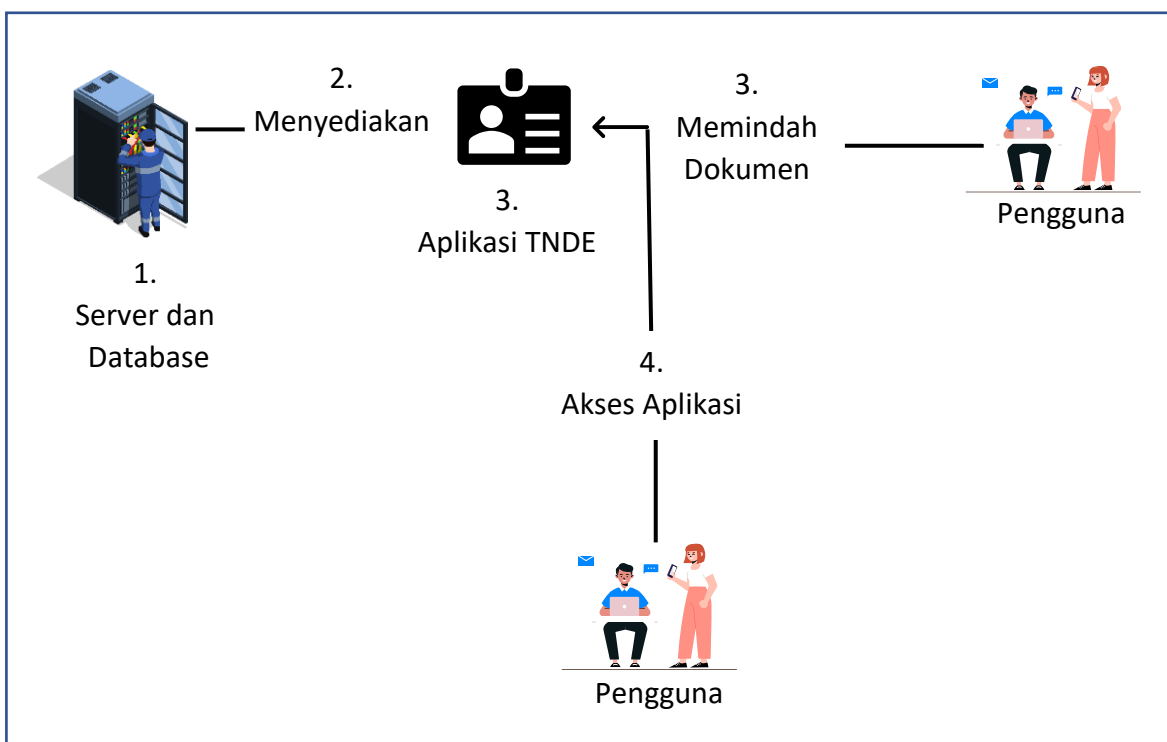 1.
Server dan
Database
2.
Menyediakan
3.
Aplikasi TNDE
3.
Memindah
Dokumen
Pengguna
4.
Akses Aplikasi
Pengguna